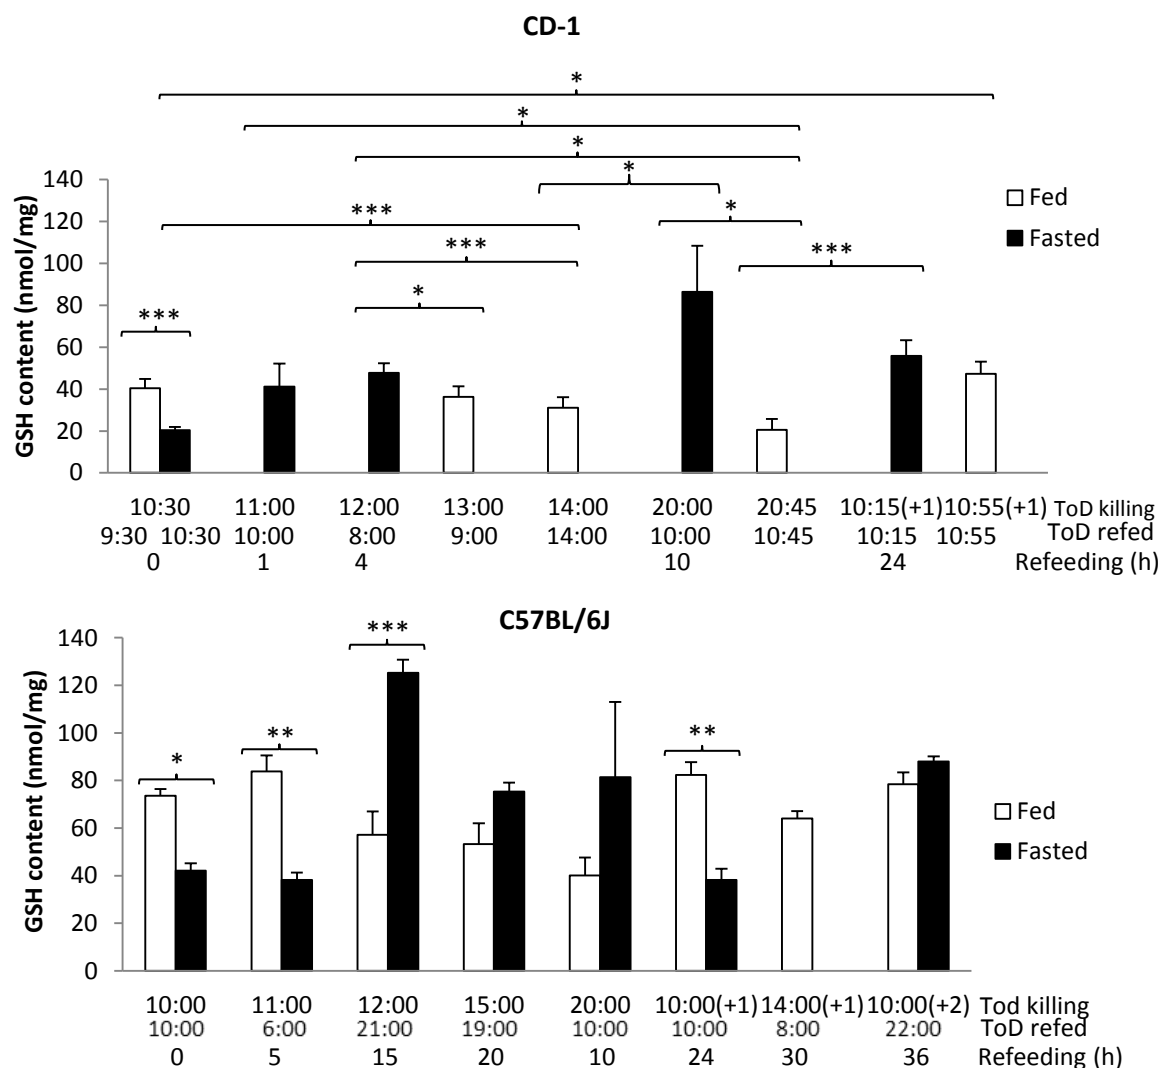 CD-1
*
*
*
*
*
***
***
***
*
***
GSH content (nmol/mg)
140
120
100
80
60
40
20
0
Fed
Fasted
10:30 11:00 12:00 13:00 14:00 20:00 20:45 10:15(+1) 10:55(+1) ToD killing
9:30 10:30 10:00 8:00 9:00 14:00 10:00 10:45 10:15 10:55 ToD refed
0 1 4 10 24 Refeeding (h)
C57BL/6J
***
**
**
*
GSH content (nmol/mg)
140
120
100
80
60
40
20
0
Fed
Fasted
10:00 11:00 12:00 15:00 20:00 10:00(+1) 14:00(+1) 10:00(+2) Tod killing
10:00 6:00 21:00 19:00 10:00 10:00 8:00 22:00 ToD refed
0 5 15 20 10 24 30 36 Refeeding (h)